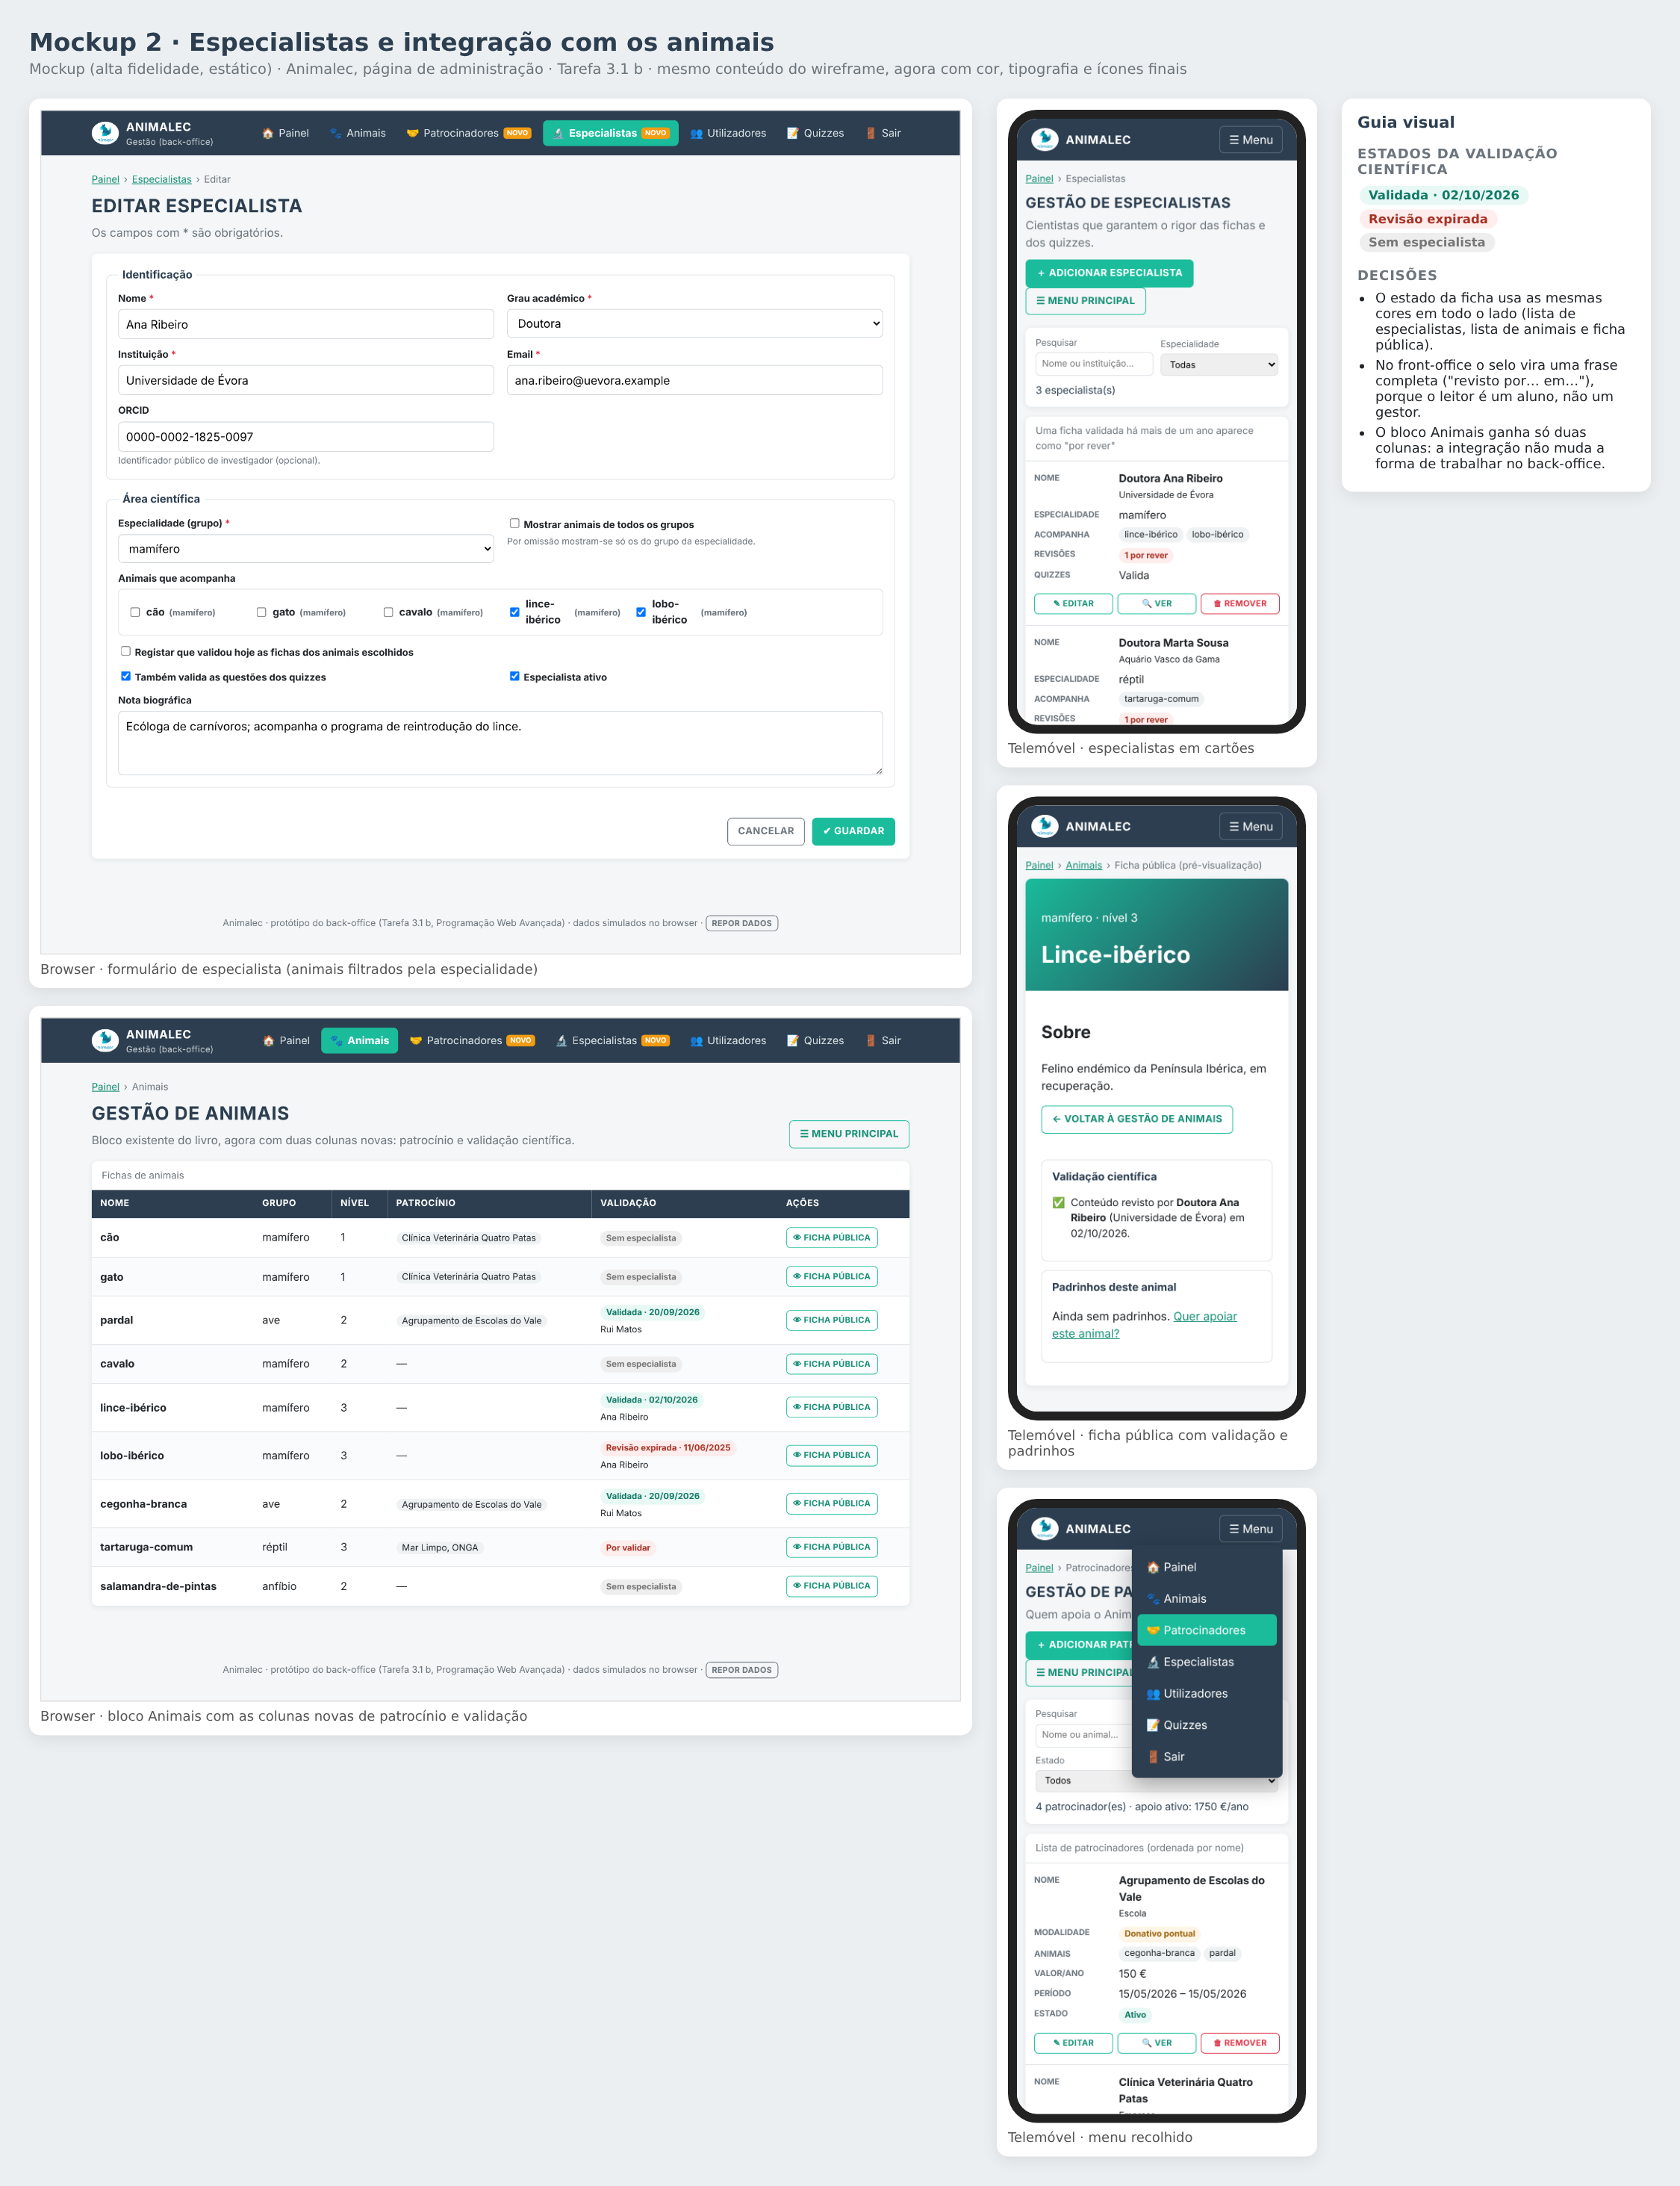 Mockup 2 · Especialistas e integração com os animais
Mockup (alta fidelidade, estático) · Animalec, página de administração · Tarefa 3.1 b · mesmo conteúdo do wireframe, agora com cor, tipografia e ícones finais
ANIMALEC
Gestão (back-office)
Painel
Animais
Patrocinadores NOVO
Especialistas NOVO
Utilizadores
Quizzes
Sair
Painel › Especialistas › Editar
EDITAR ESPECIALISTA
Os campos com * são obrigatórios.
Identificação
Nome *
Grau académico *
Ana Ribeiro
Doutora
Instituição *
Email *
Universidade de Évora
ana.ribeiro@uevora.example
ORCID
0000-0002-1825-0097
Identificador público de investigador (opcional).
Área científica
Especialidade (grupo) *
mamífero
Mostrar animais de todos os grupos
Por omissão mostram-se só os do grupo da especialidade.
Animais que acompanha
cão (mamífero)
gato (mamífero)
cavalo (mamífero)
lince-ibérico (mamífero)
lobo-ibérico (mamífero)
Registar que validou hoje as fichas dos animais escolhidos
Também valida as questões dos quizzes
Especialista ativo
Nota biográfica
Ecóloga de carnívoros; acompanha o programa de reintrodução do lince.
CANCELAR
✔ GUARDAR
Animalec · protótipo do back-office (Tarefa 3.1 b, Programação Web Avançada) · dados simulados no browser · REPOR DADOS
Browser · formulário de especialista (animais filtrados pela especialidade)
ANIMALEC
Gestão (back-office)
Painel
Animais
Patrocinadores NOVO
Especialistas NOVO
Utilizadores
Quizzes
Sair
Painel › Animais
GESTÃO DE ANIMAIS
Bloco existente do livro, agora com duas colunas novas: patrocínio e validação científica.
☰ MENU PRINCIPAL
Fichas de animais
NOME GRUPO NÍVEL PATROCÍNIO VALIDAÇÃO AÇÕES
cão mamífero 1 Clínica Veterinária Quatro Patas Sem especialista FICHA PÚBLICA
gato mamífero 1 Clínica Veterinária Quatro Patas Sem especialista FICHA PÚBLICA
pardal ave 2 Agrupamento de Escolas do Vale Validada · 20/09/2026 FICHA PÚBLICA
Rui Matos
cavalo mamífero 2 — Sem especialista FICHA PÚBLICA
lince-ibérico mamífero 3 — Validada · 02/10/2026 FICHA PÚBLICA
Ana Ribeiro
lobo-ibérico mamífero 3 — Revisão expirada · 11/06/2025 FICHA PÚBLICA
Ana Ribeiro
cegonha-branca ave 2 Agrupamento de Escolas do Vale Validada · 20/09/2026 FICHA PÚBLICA
Rui Matos
tartaruga-comum réptil 3 Mar Limpo, ONGA Por validar FICHA PÚBLICA
salamandra-de-pintas anfíbio 2 — Sem especialista FICHA PÚBLICA
Animalec · protótipo do back-office (Tarefa 3.1 b, Programação Web Avançada) · dados simulados no browser · REPOR DADOS
Browser · bloco Animais com as colunas novas de patrocínio e validação
ANIMALEC
☰ Menu
Painel › Especialistas
GESTÃO DE ESPECIALISTAS
Cientistas que garantem o rigor das fichas e
dos quizzes.
+ ADICIONAR ESPECIALISTA
☰ MENU PRINCIPAL
Pesquisar
Especialidade
Nome ou instituição...
Todas
3 especialista(s)
Uma ficha validada há mais de um ano aparece
como "por rever"
NOME Doutora Ana Ribeiro
Universidade de Évora
ESPECIALIDADE mamífero
ACOMPANHA lince-ibérico lobo-ibérico
REVISÕES 1 por rever
QUIZZES Valida
✎ EDITAR
VER
REMOVER
NOME Doutora Marta Sousa
Aquário Vasco da Gama
ESPECIALIDADE réptil
ACOMPANHA tartaruga-comum
REVISÕES 1 por rever
Telemóvel · especialistas em cartões
ANIMALEC
☰ Menu
Painel › Animais › Ficha pública (pré-visualização)
mamífero · nível 3
Lince-ibérico
Sobre
Felino endémico da Península Ibérica, em
recuperação.
← VOLTAR À GESTÃO DE ANIMAIS
Validação científica
✅ Conteúdo revisto por Doutora Ana
Ribeiro (Universidade de Évora) em
02/10/2026.
Padrinhos deste animal
Ainda sem padrinhos. Quer apoiar
este animal?
Telemóvel · ficha pública com validação e
padrinhos
ANIMALEC
☰ Menu
Painel › Patrocinadores
GESTÃO DE PA
Quem apoia o Anim
+ ADICIONAR PATR
☰ MENU PRINCIPAL
Painel
Animais
Patrocinadores
Especialistas
Utilizadores
Quizzes
Sair
Pesquisar
Nome ou animal...
Estado
Todos
4 patrocinador(es) · apoio ativo: 1750 €/ano
Lista de patrocinadores (ordenada por nome)
NOME Agrupamento de Escolas do
Vale
Escola
MODALIDADE Donativo pontual
ANIMAIS cegonha-branca pardal
VALOR/ANO 150 €
PERÍODO 15/05/2026 – 15/05/2026
ESTADO Ativo
✎ EDITAR
VER
REMOVER
NOME Clínica Veterinária Quatro
Patas
Telemóvel · menu recolhido
Guia visual
ESTADOS DA VALIDAÇÃO
CIENTÍFICA
Validada · 02/10/2026
Revisão expirada
Sem especialista
DECISÕES
• O estado da ficha usa as mesmas
cores em todo o lado (lista de
especialistas, lista de animais e ficha
pública).
• No front-office o selo vira uma frase
completa ("revisto por... em..."),
porque o leitor é um aluno, não um
gestor.
• O bloco Animais ganha só duas
colunas: a integração não muda a
forma de trabalhar no back-office.